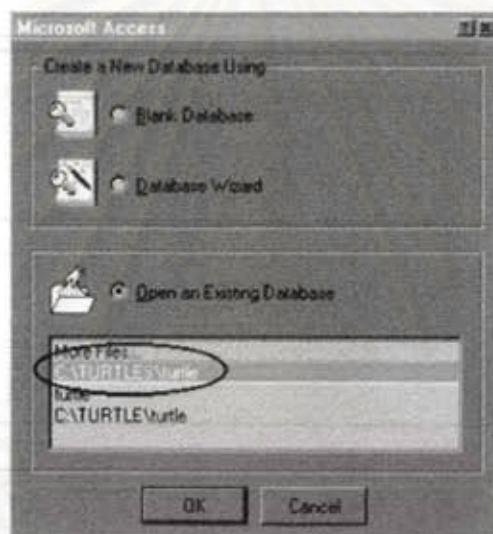 Microsoft Access
Create a New Database Using
Blank Database
Database Wizard
Open an Existing Database
More Files...
C:\TURTLES\turtle
turtle
C:\TURTLE\turtle
OK
Cancel